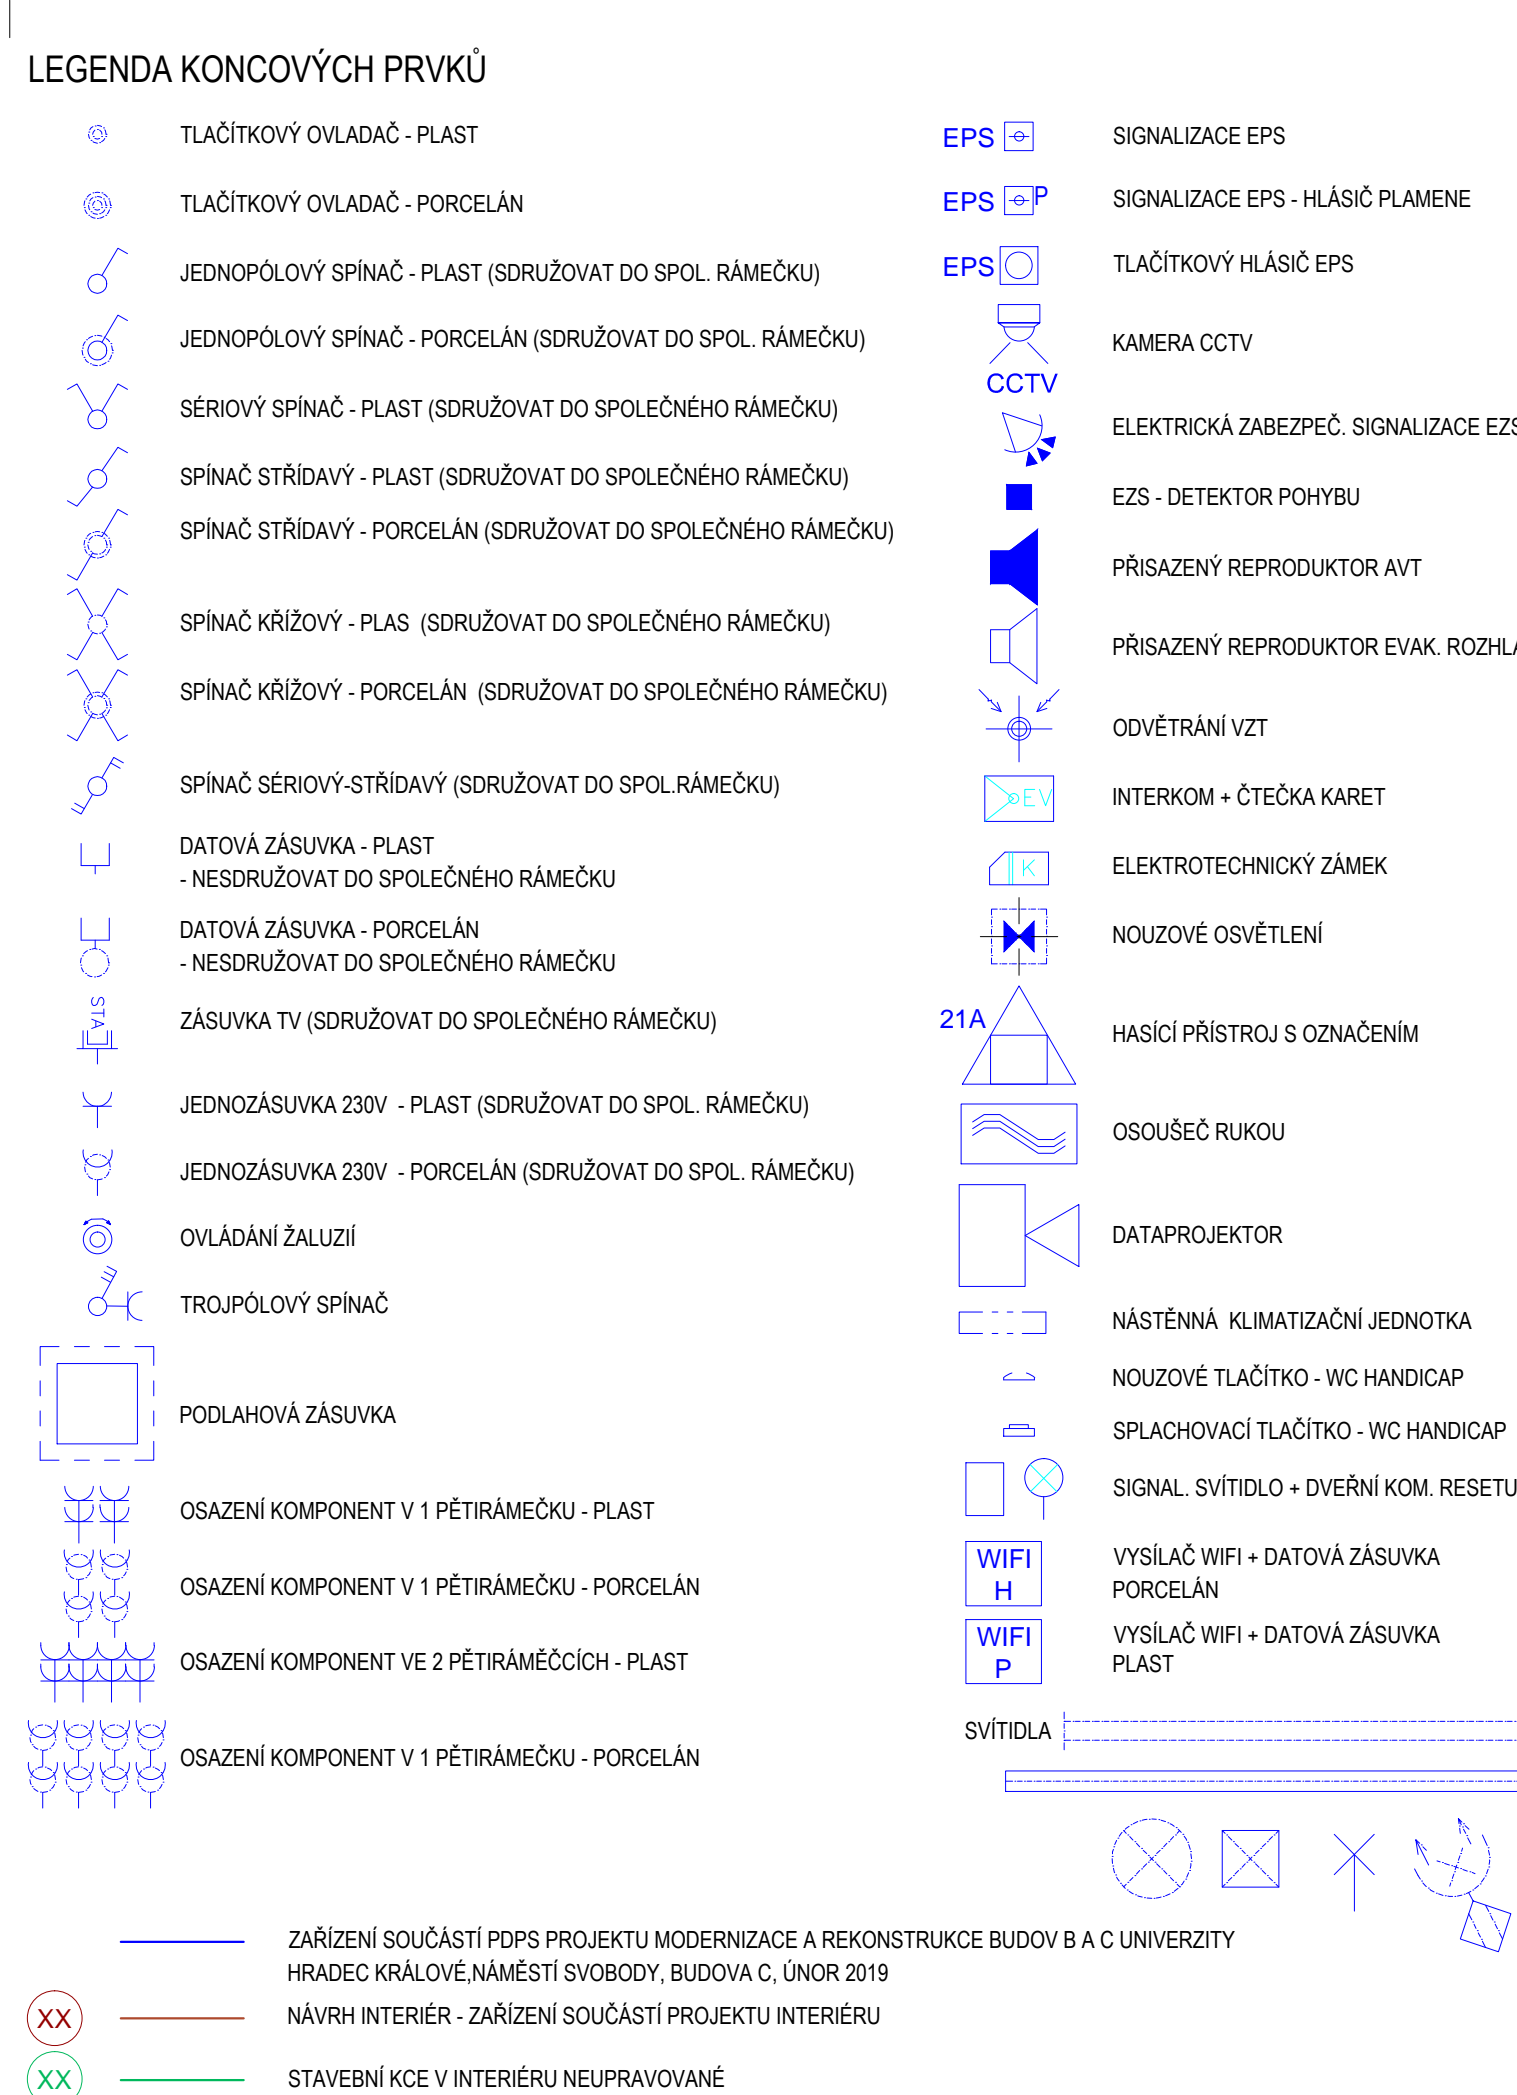 LEGENDA KONCOVÝCH PRVKŮ
TLAČÍTKOVÝ OVLADAČ - PLAST
TLAČÍTKOVÝ OVLADAČ - PORCELÁN
JEDNOPÓLOVÝ SPÍNAČ - PLAST (SDRUŽOVAT DO SPOL. RÁMEČKU)
JEDNOPÓLOVÝ SPÍNAČ - PORCELÁN (SDRUŽOVAT DO SPOL. RÁMEČKU)
SÉRIOVÝ SPÍNAČ - PLAST (SDRUŽOVAT DO SPOLEČNÉHO RÁMEČKU)
SPÍNAČ STŘÍDAVÝ - PLAST (SDRUŽOVAT DO SPOLEČNÉHO RÁMEČKU)
SPÍNAČ STŘÍDAVÝ - PORCELÁN (SDRUŽOVAT DO SPOLEČNÉHO RÁMEČKU)
SPÍNAČ KŘÍŽOVÝ - PLAS (SDRUŽOVAT DO SPOLEČNÉHO RÁMEČKU)
SPÍNAČ KŘÍŽOVÝ - PORCELÁN (SDRUŽOVAT DO SPOLEČNÉHO RÁMEČKU)
SPÍNAČ SÉRIOVÝ-STŘÍDAVÝ (SDRUŽOVAT DO SPOL.RÁMEČKU)
DATOVÁ ZÁSUVKA - PLAST
- NESDRUŽOVAT DO SPOLEČNÉHO RÁMEČKU
DATOVÁ ZÁSUVKA - PORCELÁN
- NESDRUŽOVAT DO SPOLEČNÉHO RÁMEČKU
STA
ZÁSUVKA TV (SDRUŽOVAT DO SPOLEČNÉHO RÁMEČKU)
JEDNOZÁSUVKA 230V - PLAST (SDRUŽOVAT DO SPOL. RÁMEČKU)
JEDNOZÁSUVKA 230V - PORCELÁN (SDRUŽOVAT DO SPOL. RÁMEČKU)
OVLÁDÁNÍ ŽALUZIÍ
TROJPÓLOVÝ SPÍNAČ
PODLAHOVÁ ZÁSUVKA
OSAZENÍ KOMPONENT V 1 PĚTIRÁMEČKU - PLAST
OSAZENÍ KOMPONENT V 1 PĚTIRÁMEČKU - PORCELÁN
OSAZENÍ KOMPONENT VE 2 PĚTIRÁMĚČCÍCH - PLAST
OSAZENÍ KOMPONENT V 1 PĚTIRÁMEČKU - PORCELÁN
EPS SIGNALIZACE EPS
EPS P SIGNALIZACE EPS - HLÁSIČ PLAMENE
EPS TLAČÍTKOVÝ HLÁSIČ EPS
KAMERA CCTV
CCTV
ELEKTRICKÁ ZABEZPEČ. SIGNALIZACE EZS
EZS - DETEKTOR POHYBU
PŘISAZENÝ REPRODUKTOR AVT
PŘISAZENÝ REPRODUKTOR EVAK.
ODVĚTRÁNÍ VZT
EV INTERKOM + ČTEČKA KARET
K ELEKTROTECHNICKÝ ZÁMEK
NOUZOVÉ OSVĚTLENÍ
21A
HASÍCÍ PŘÍSTROJ S OZNAČENÍM
OSOUŠEČ RUKOU
DATAPROJEKTOR
NÁSTĚNNÁ KLIMATIZAČNÍ JEDNOTKA
NOUZOVÉ TLAČÍTKO - WC HANDICAP
SPLACHOVACÍ TLAČÍTKO - WC HANDICAP
SIGNAL. SVÍTIDLO + DVEŘNÍ KOM. RESETU
WIFI
H
VYSÍLAČ WIFI + DATOVÁ ZÁSUVKA
PORCELÁN
WIFI
P
VYSÍLAČ WIFI + DATOVÁ ZÁSUVKA
PLAST
SVÍTIDLA
ZAŘÍZENÍ SOUČÁSTÍ PDPS PROJEKTU MODERNIZACE A REKONSTRUKCE BUDOV B A C UNIVERZITY
HRADEC KRÁLOVÉ,NÁMĚSTÍ SVOBODY, BUDOVA C, ÚNOR 2019
XX NÁVRH INTERIÉR - ZAŘÍZENÍ SOUČÁSTÍ PROJEKTU INTERIÉRU
XX STAVEBNÍ KCE V INTERIÉRU NEUPRAVOVANÉ